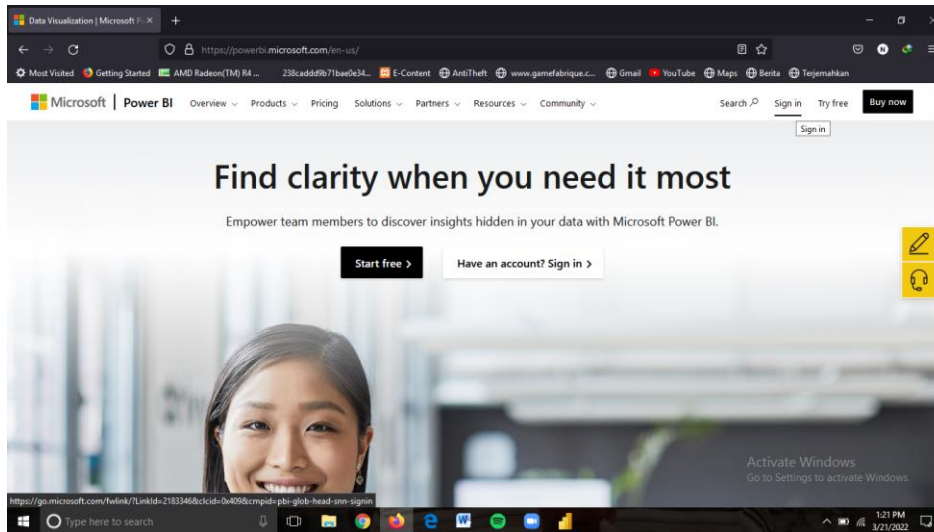 Data Visualization | Microsoft Po
https://powerbi.microsoft.com/en-us/
Most Visited Getting Started AMD Radeon(TM) R4 ... 238caddd9b71bae0e34... E-Content AntiTheft www.gamefabrique.c... Gmail YouTube Maps Berita Terjemahkan
Microsoft Power BI Overview Products Pricing Solutions Partners Resources Community Search Sign in Try free Buy now
Sign in
Find clarity when you need it most
Empower team members to discover insights hidden in your data with Microsoft Power BI.
Start free > Have an account? Sign in >
Activate Windows
Go to Settings to activate Windows.
https://go.microsoft.com/fwlink/?LinkId=2183346&clcid=0x409&cmpid=pbi-glob-head-snn-signin
Type here to search
1:21 PM
3/21/2022